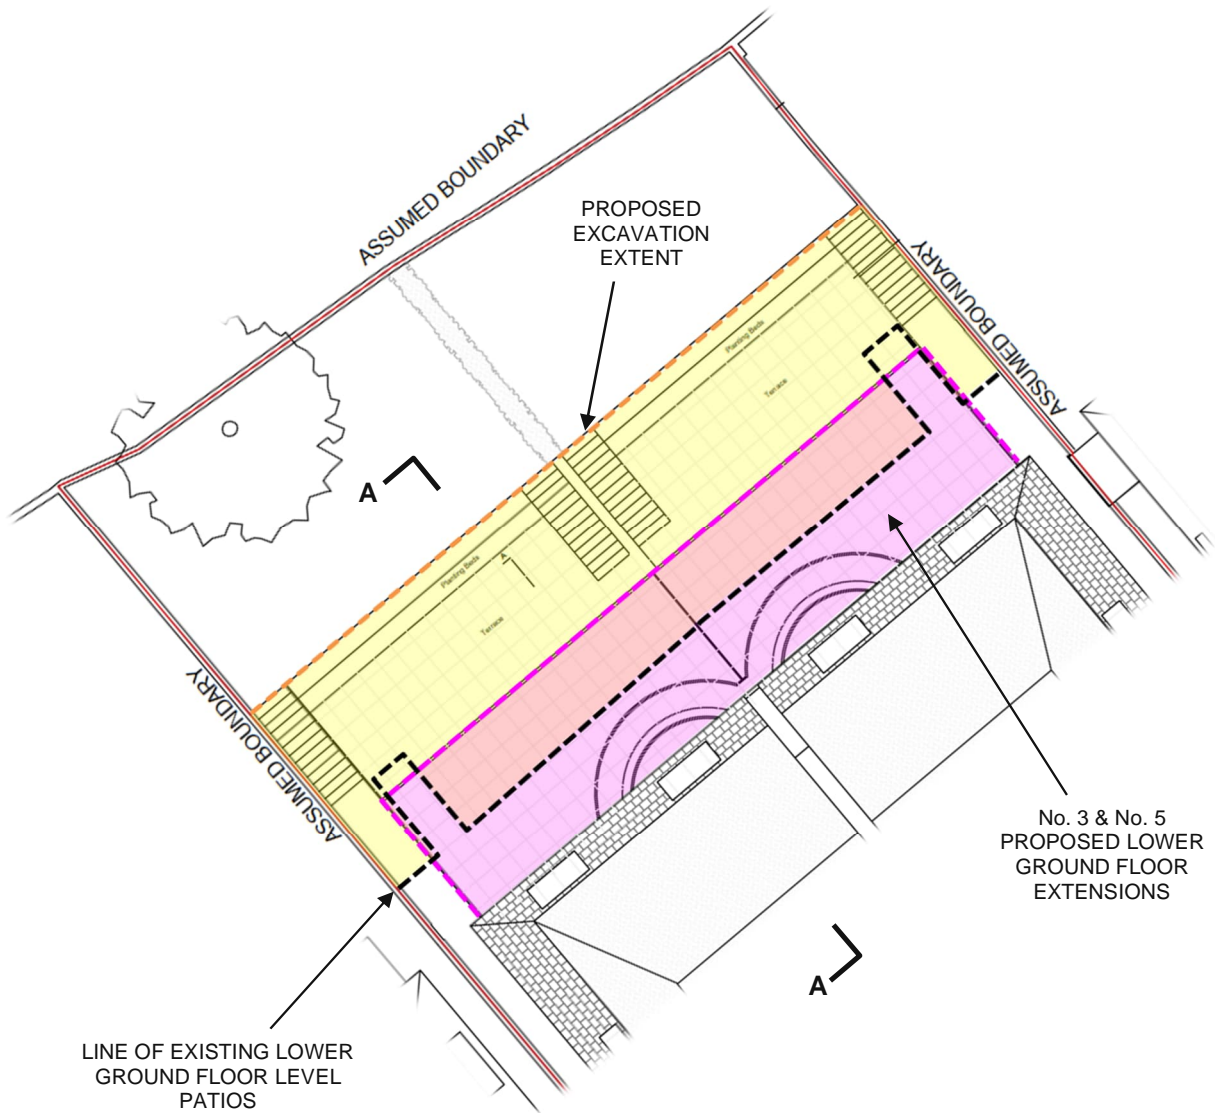 ASSUMED BOUNDARY
PROPOSED
EXCAVATION
EXTENT
ASSUMED BOUNDARY
Planting Beds
Terrace
A
Planting Beds
Terrace
ASSUMED BOUNDARY
No. 3 & No. 5
PROPOSED LOWER
GROUND FLOOR
EXTENSIONS
A
LINE OF EXISTING LOWER
GROUND FLOOR LEVEL
PATIOS